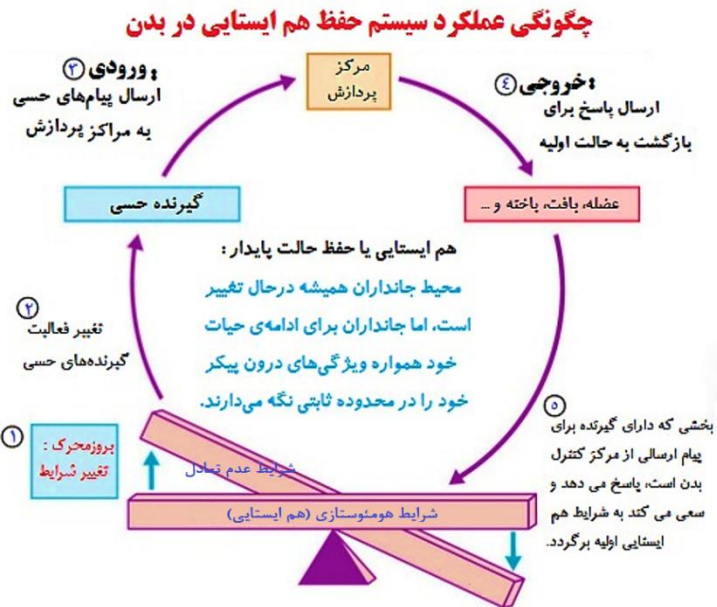 چگونگی عملکرد سیستم حفظ هم ایستایی در بدن
مرکز
پردازش
۳ ورودی:
ارسال پیام‌های حسی
به مراکز پردازش
۴ خروجی:
ارسال پاسخ برای
بازگشت به حالت اولیه
گیرنده حسی
عضله، بافت، یاخته و ...
هم ایستایی یا حفظ حالت پایدار :
محیط جانداران همیشه درحال تغییر
است، اما جانداران برای ادامه‌ی حیات
خود همواره ویژگی‌های درون پیکر
خود را در محدوده ثابتی نگه می‌دارند.
۲
تغییر فعالیت
گیرنده‌های حسی
۱
بروزمحرک :
تغییر شرایط
شرایط عدم تعادل
شرایط هومئوستازی (هم ایستایی)
۵
بخشی که دارای گیرنده برای
پیام ارسالی از مرکز کنترل
بدن است، پاسخ می دهد و
سعی می کند به شرایط هم
ایستایی اولیه برگردد.